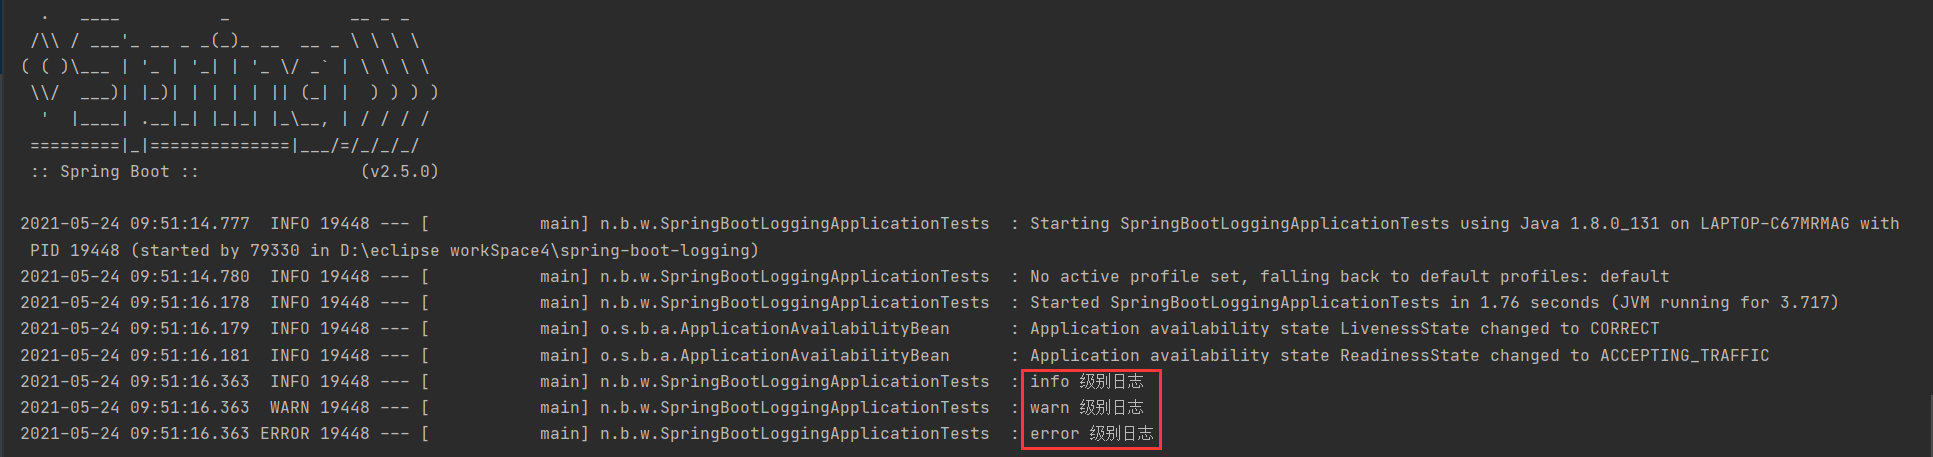 .   ____          _            __ _ _
 /\\ / ___'_ __ _ _(_)_ __  __ _ \ \ \ \
( ( )\___ | '_ | '_| | '_ \/ _` | \ \ \ \
 \\/  ___)| |_)| | | | | || (_| |  ) ) ) )
  '  |____| .__|_| |_|_| |_\__, | / / / /
 =========|_|==============|___/=/_/_/_/
 :: Spring Boot ::                (v2.5.0)
2021-05-24 09:51:14.777  INFO 19448 --- [           main] n.b.w.SpringBootLoggingApplicationTests  : Starting SpringBootLoggingApplicationTests using Java 1.8.0_131 on LAPTOP-C67MRMAG with
 PID 19448 (started by 79330 in D:\eclipse workSpace4\spring-boot-logging)
2021-05-24 09:51:14.780  INFO 19448 --- [           main] n.b.w.SpringBootLoggingApplicationTests  : No active profile set, falling back to default profiles: default
2021-05-24 09:51:16.178  INFO 19448 --- [           main] n.b.w.SpringBootLoggingApplicationTests  : Started SpringBootLoggingApplicationTests in 1.76 seconds (JVM running for 3.717)
2021-05-24 09:51:16.179  INFO 19448 --- [           main] o.s.b.a.ApplicationAvailabilityBean      : Application availability state LivenessState changed to CORRECT
2021-05-24 09:51:16.181  INFO 19448 --- [           main] o.s.b.a.ApplicationAvailabilityBean      : Application availability state ReadinessState changed to ACCEPTING_TRAFFIC
2021-05-24 09:51:16.363  INFO 19448 --- [           main] n.b.w.SpringBootLoggingApplicationTests  : info 级别日志
2021-05-24 09:51:16.363  WARN 19448 --- [           main] n.b.w.SpringBootLoggingApplicationTests  : warn 级别日志
2021-05-24 09:51:16.363 ERROR 19448 --- [           main] n.b.w.SpringBootLoggingApplicationTests  : error 级别日志